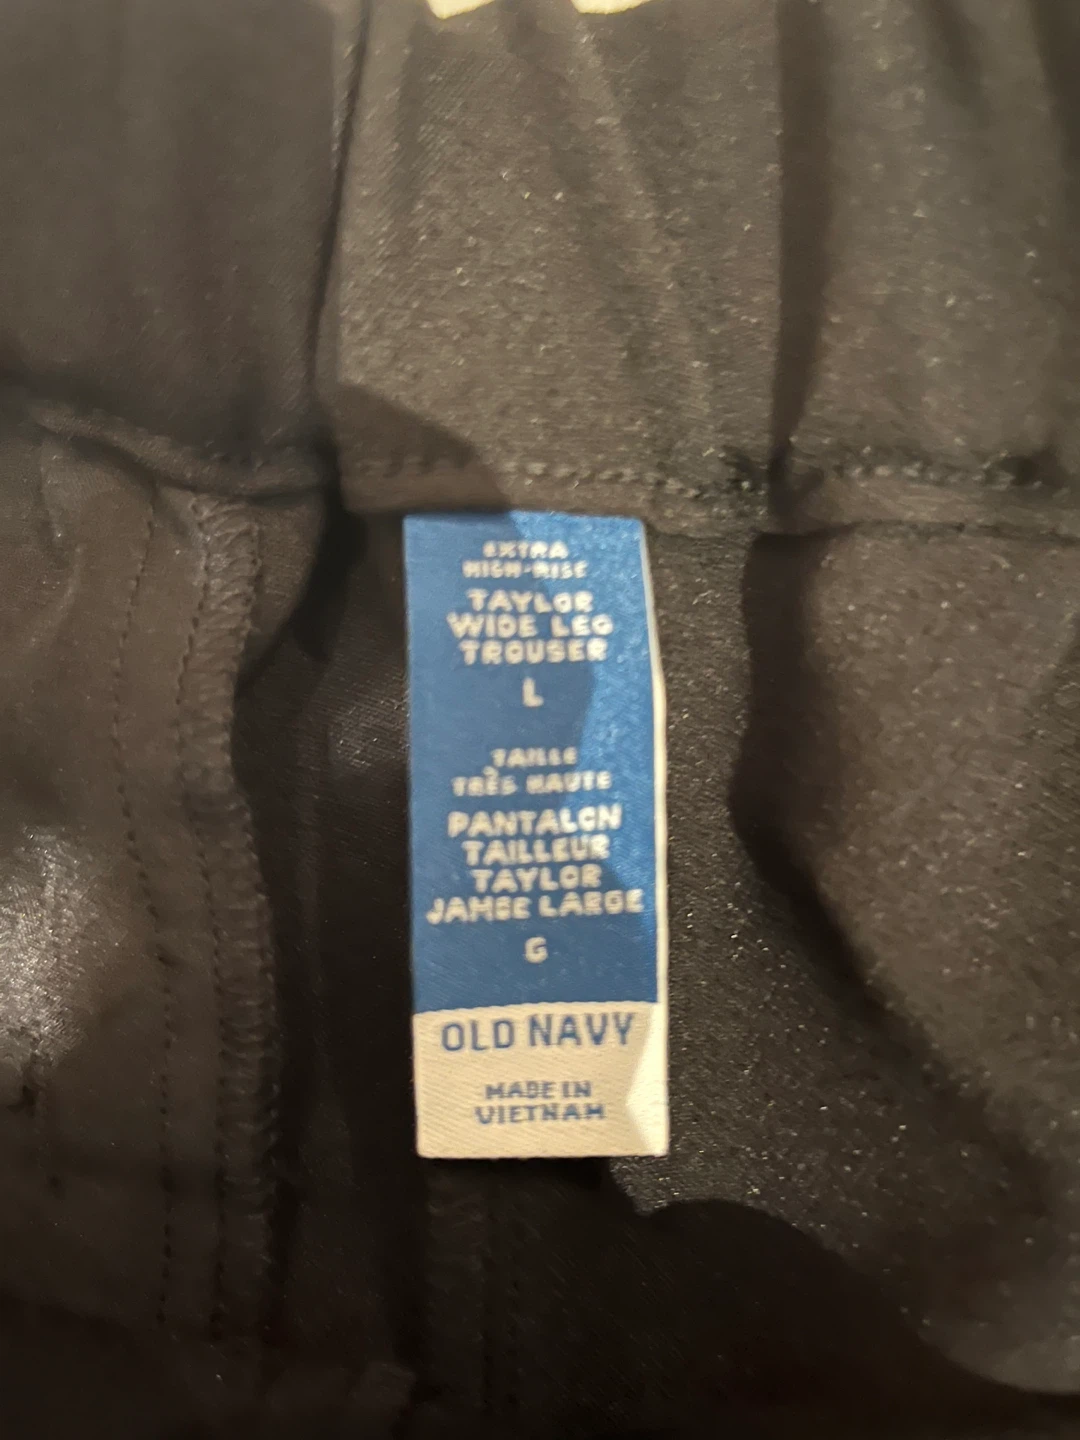 EXTRA
HIGH-RISE
TAYLOR
WIDE LEG
TROUSER
L
TAILLE
TRÈS HAUTE
PANTALON
TAILLEUR
TAYLOR
JAMBE LARGE
G
OLD NAVY
MADE IN
VIETNAM